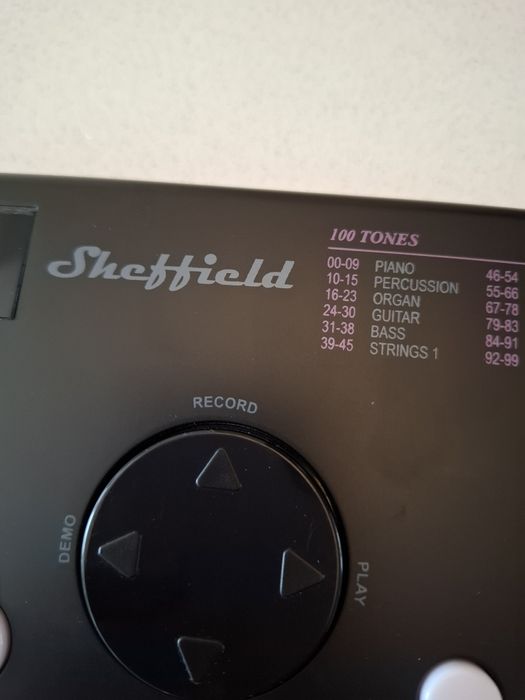 Sheffield
100 TONES
00-09 PIANO 46-54
10-15 PERCUSSION 55-66
16-23 ORGAN 67-78
24-30 GUITAR 79-83
31-38 BASS 84-91
39-45 STRINGS 1 92-99
RECORD
DEMO
PLAY